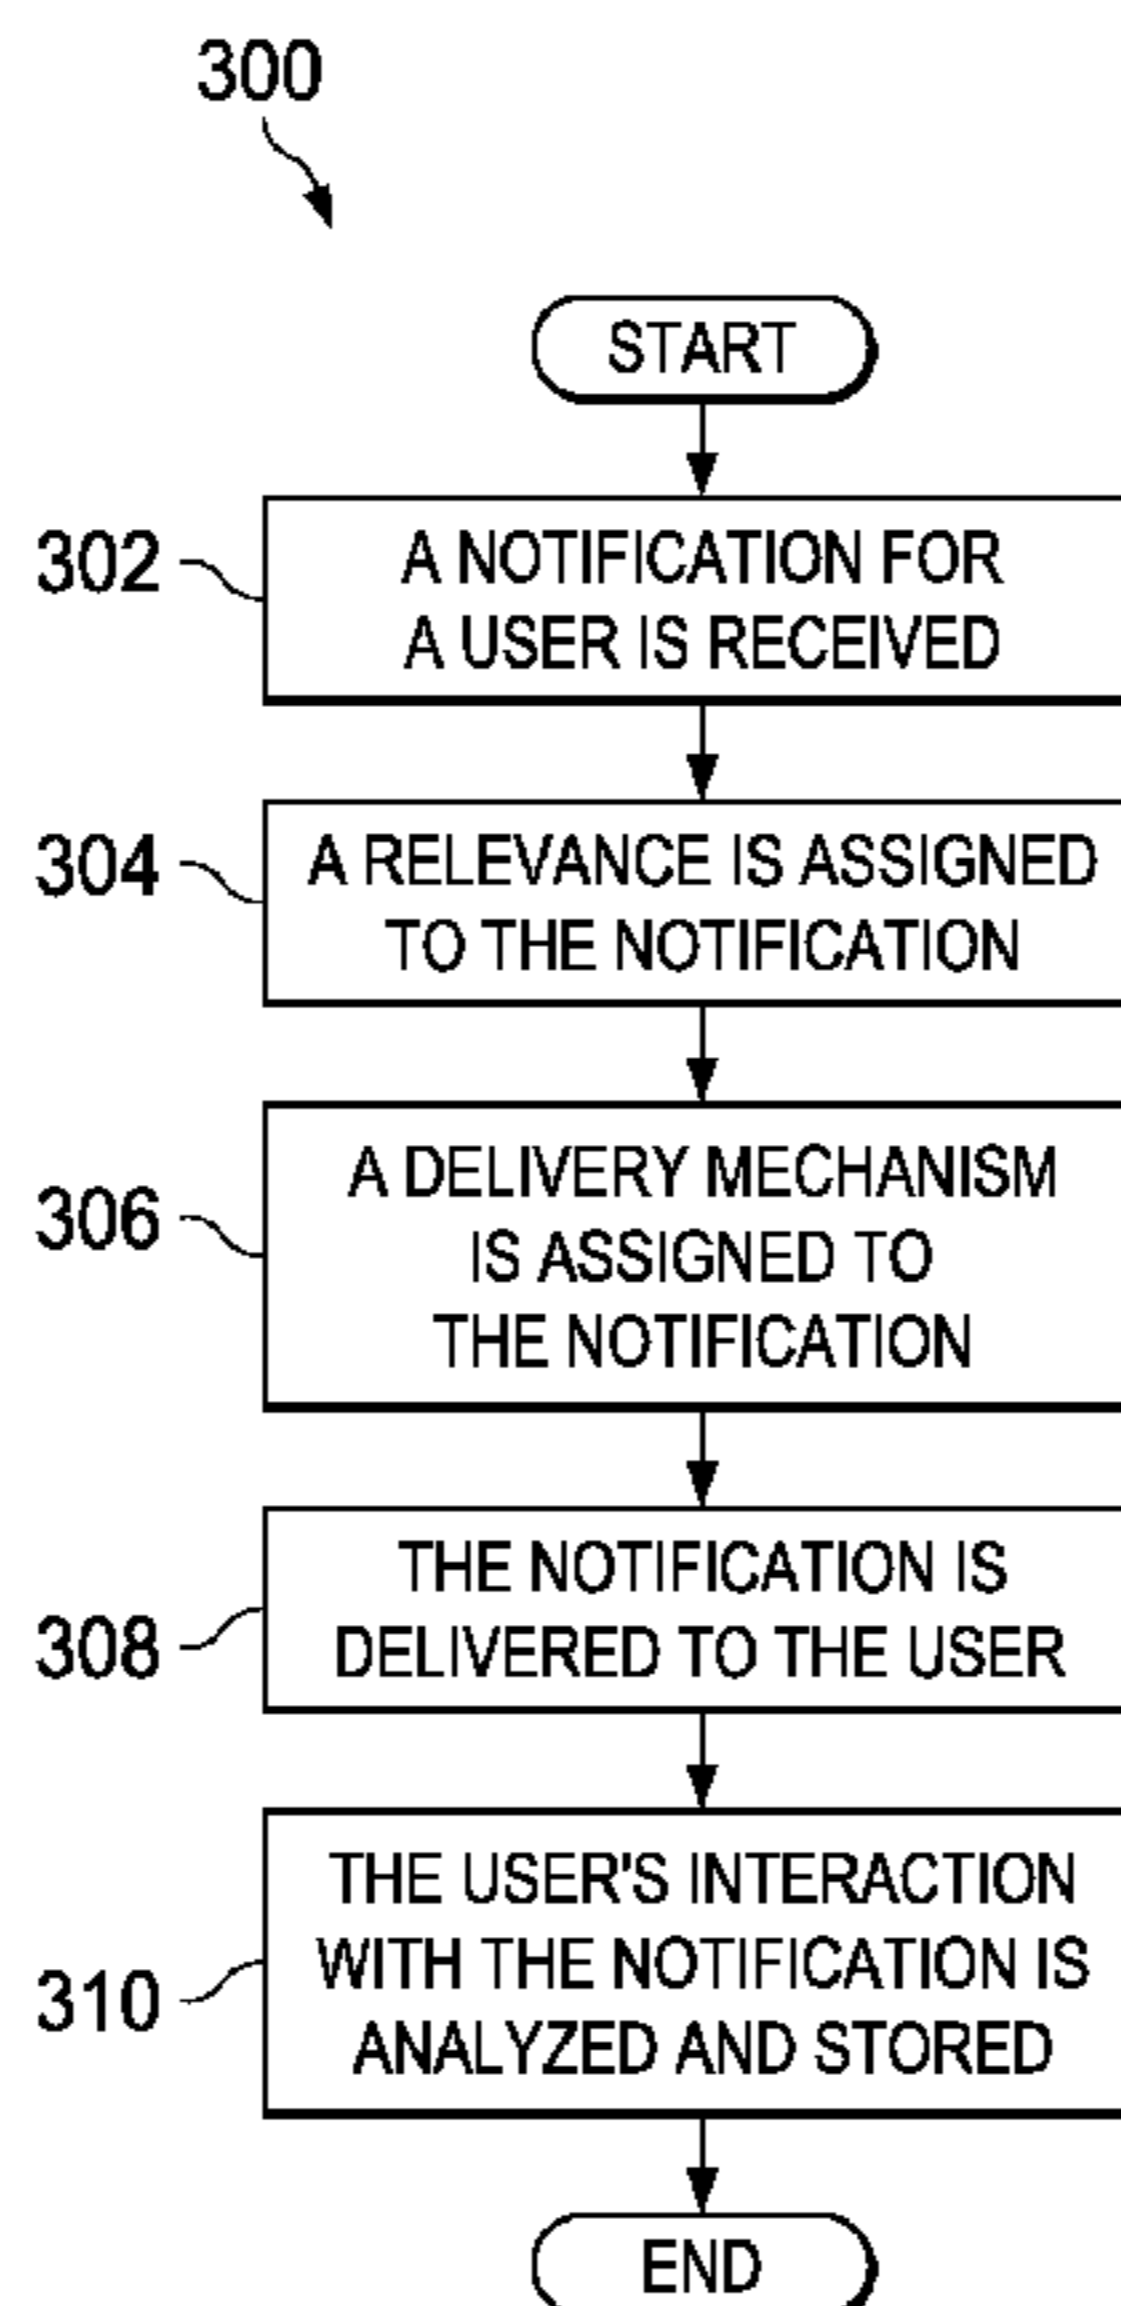 300
START
302
A NOTIFICATION FOR
A USER IS RECEIVED
304
A RELEVANCE IS ASSIGNED
TO THE NOTIFICATION
306
A DELIVERY MECHANISM
IS ASSIGNED TO
THE NOTIFICATION
308
THE NOTIFICATION IS
DELIVERED TO THE USER
310
THE USER'S INTERACTION
WITH THE NOTIFICATION IS
ANALYZED AND STORED
END